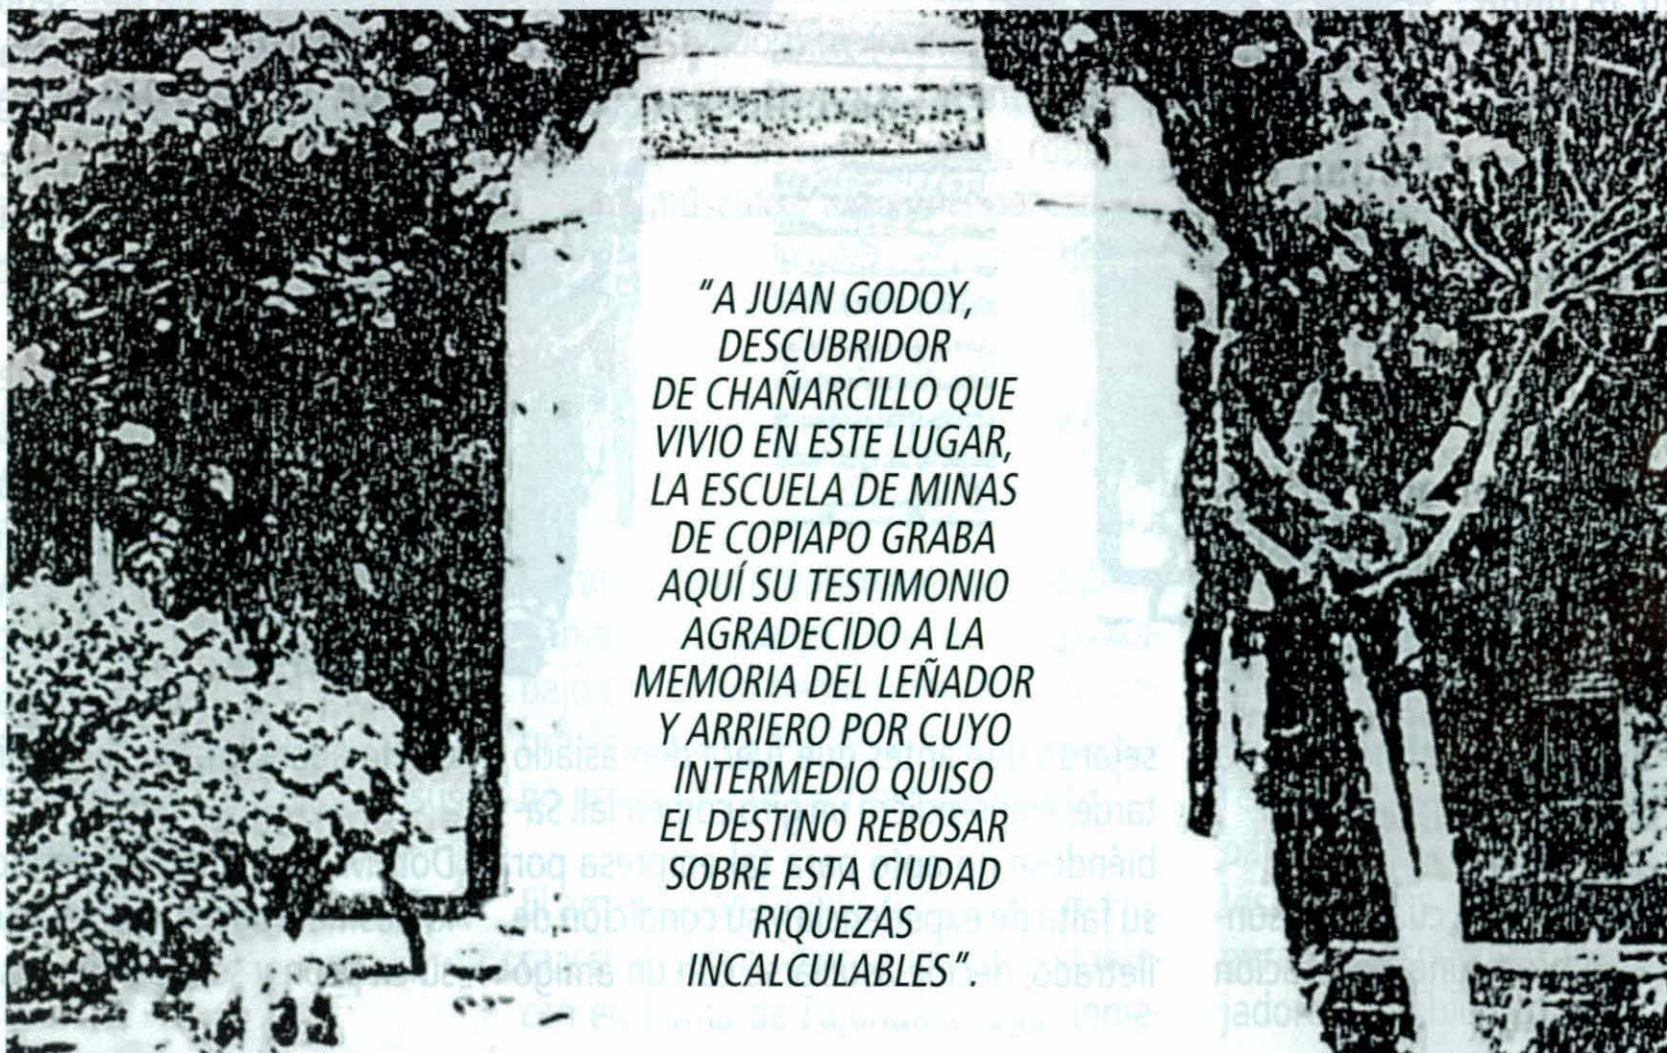 "A JUAN GODOY,
DESCUBRIDOR
DE CHAÑARCILLO QUE
VIVIO EN ESTE LUGAR,
LA ESCUELA DE MINAS
DE COPIAPO GRABA
AQUÍ SU TESTIMONIO
AGRADECIDO A LA
MEMORIA DEL LEÑADOR
Y ARRIERO POR CUYO
INTERMEDIO QUISO
EL DESTINO REBOSAR
SOBRE ESTA CIUDAD
RIQUEZAS
INCALCULABLES".